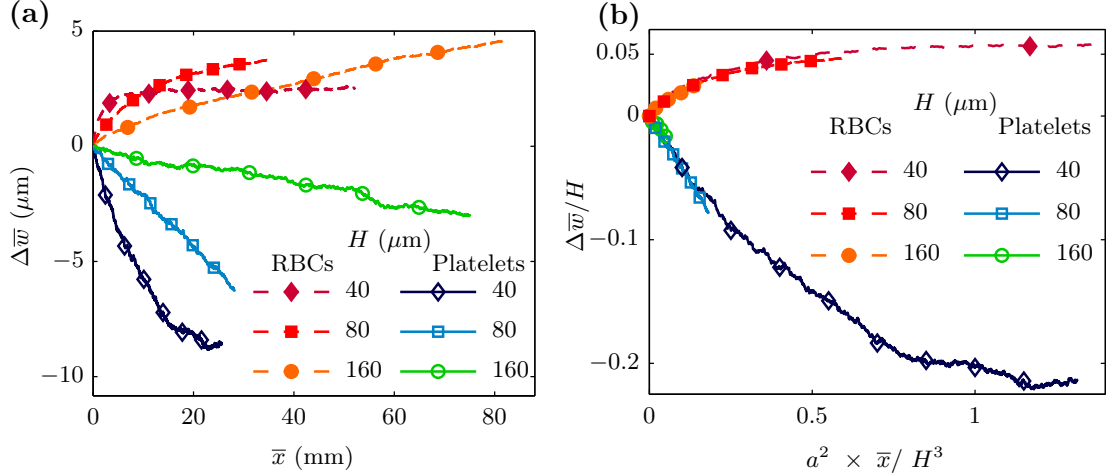 (a)
5
0
−5
−10
0
20
40
60
80
Δw̅ (μm)
x̅ (mm)
H (μm)
RBCs Platelets
40 40
80 80
160 160
(b)
0.05
0
−0.1
−0.2
0
0.5
1
Δw̅/H
a² × x̅/ H³
H (μm)
RBCs Platelets
40 40
80 80
160 160